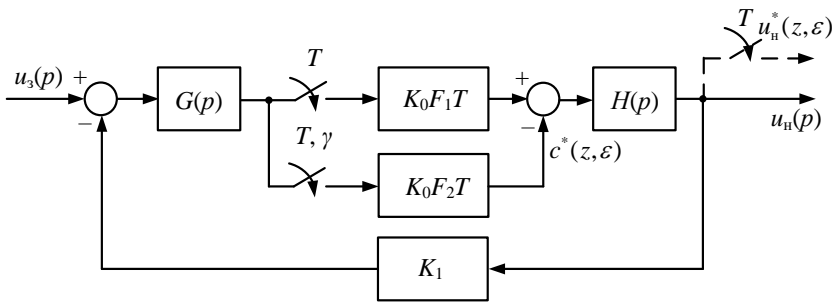 T
u*н(z,ε)
uз(p)
+
−
G(p)
T
K0F1T
+
−
H(p)
uн(p)
T, γ
K0F2T
c*(z,ε)
K1